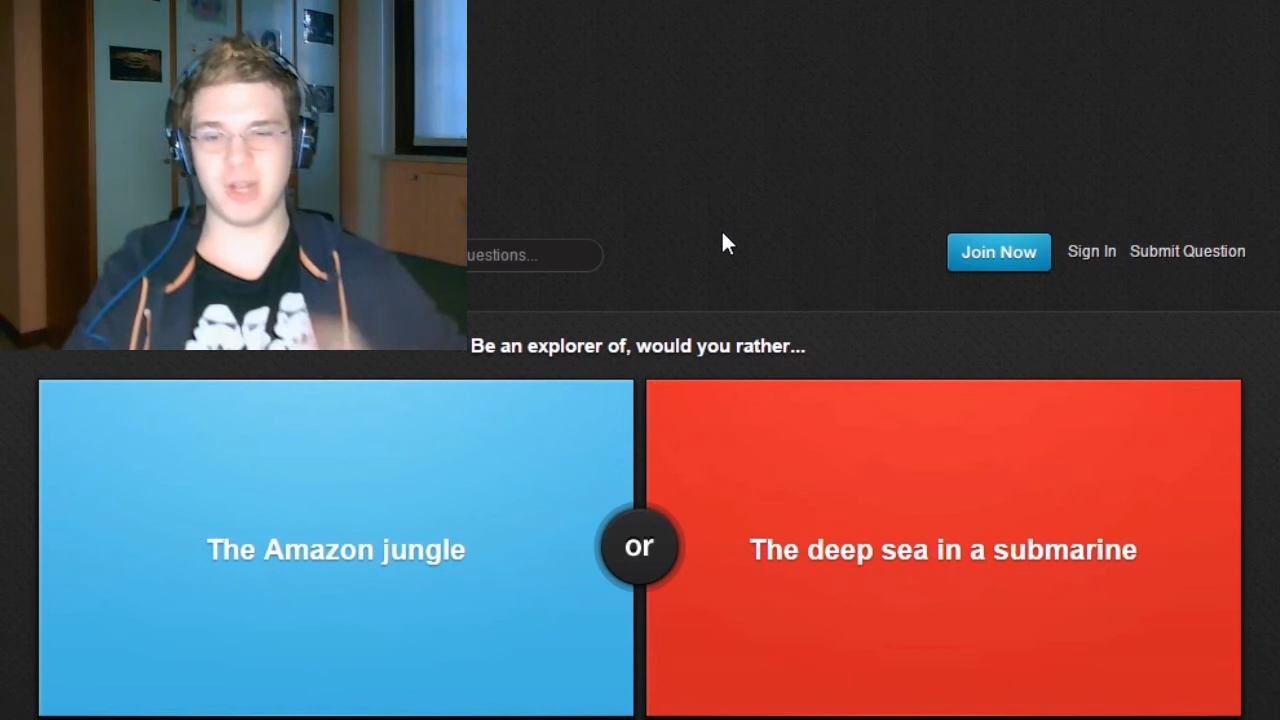 uestions...
Join Now
Sign In
Submit Question
Be an explorer of, would you rather...
The Amazon jungle
or
The deep sea in a submarine